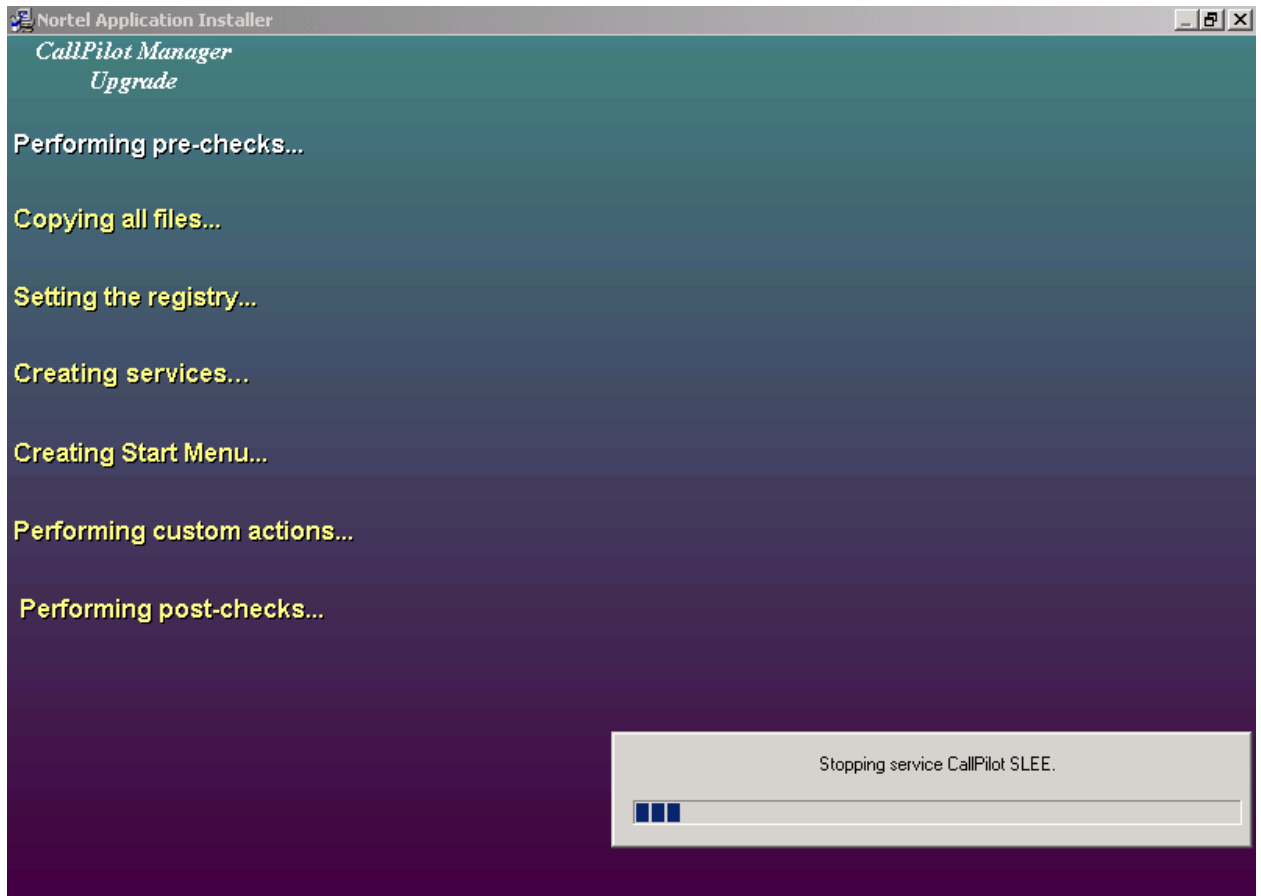 Nortel Application Installer
CallPilot Manager
Upgrade
Performing pre-checks...
Copying all files...
Setting the registry...
Creating services...
Creating Start Menu...
Performing custom actions...
Performing post-checks...
Stopping service CallPilot SLEE.